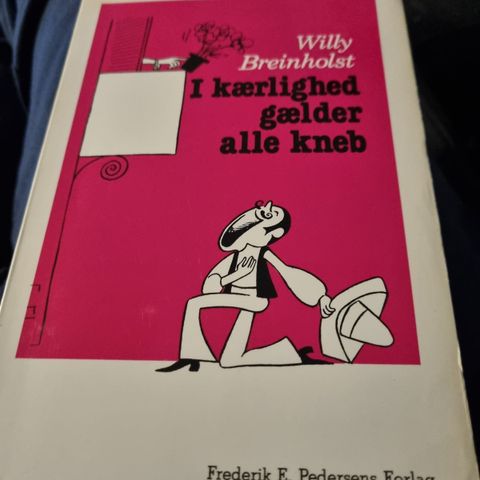 Willy
Breinholst
I kærlighed
gælder
alle kneb
Frederik E. Pedersens Forlag